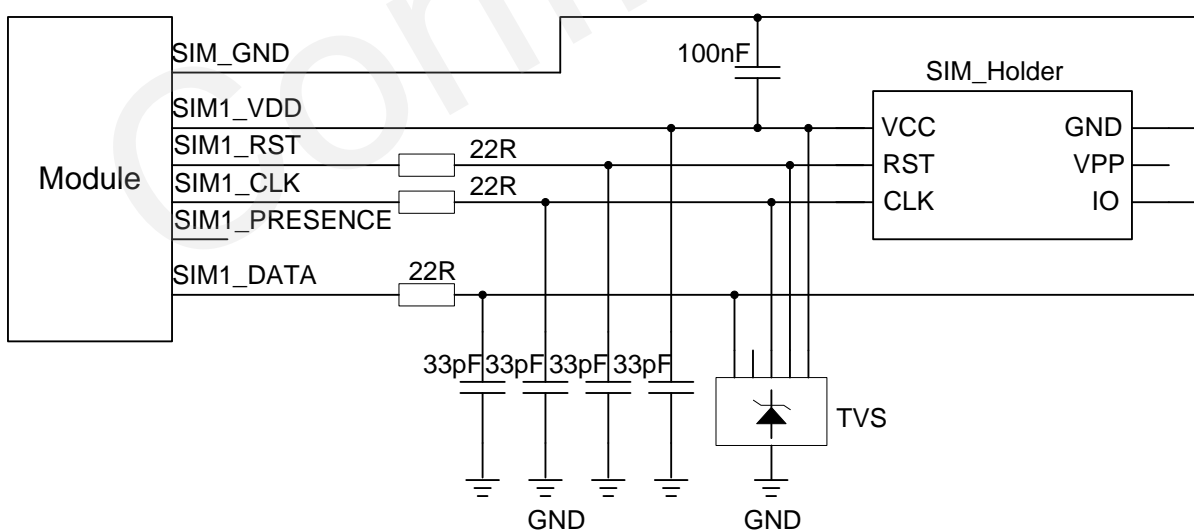 SIM_GND
100nF
SIM_Holder
SIM1_VDD
VCC
GND
SIM1_RST
22R
RST
VPP
Module
SIM1_CLK
22R
CLK
IO
SIM1_PRESENCE
SIM1_DATA
22R
33pF 33pF 33pF 33pF
TVS
GND
GND